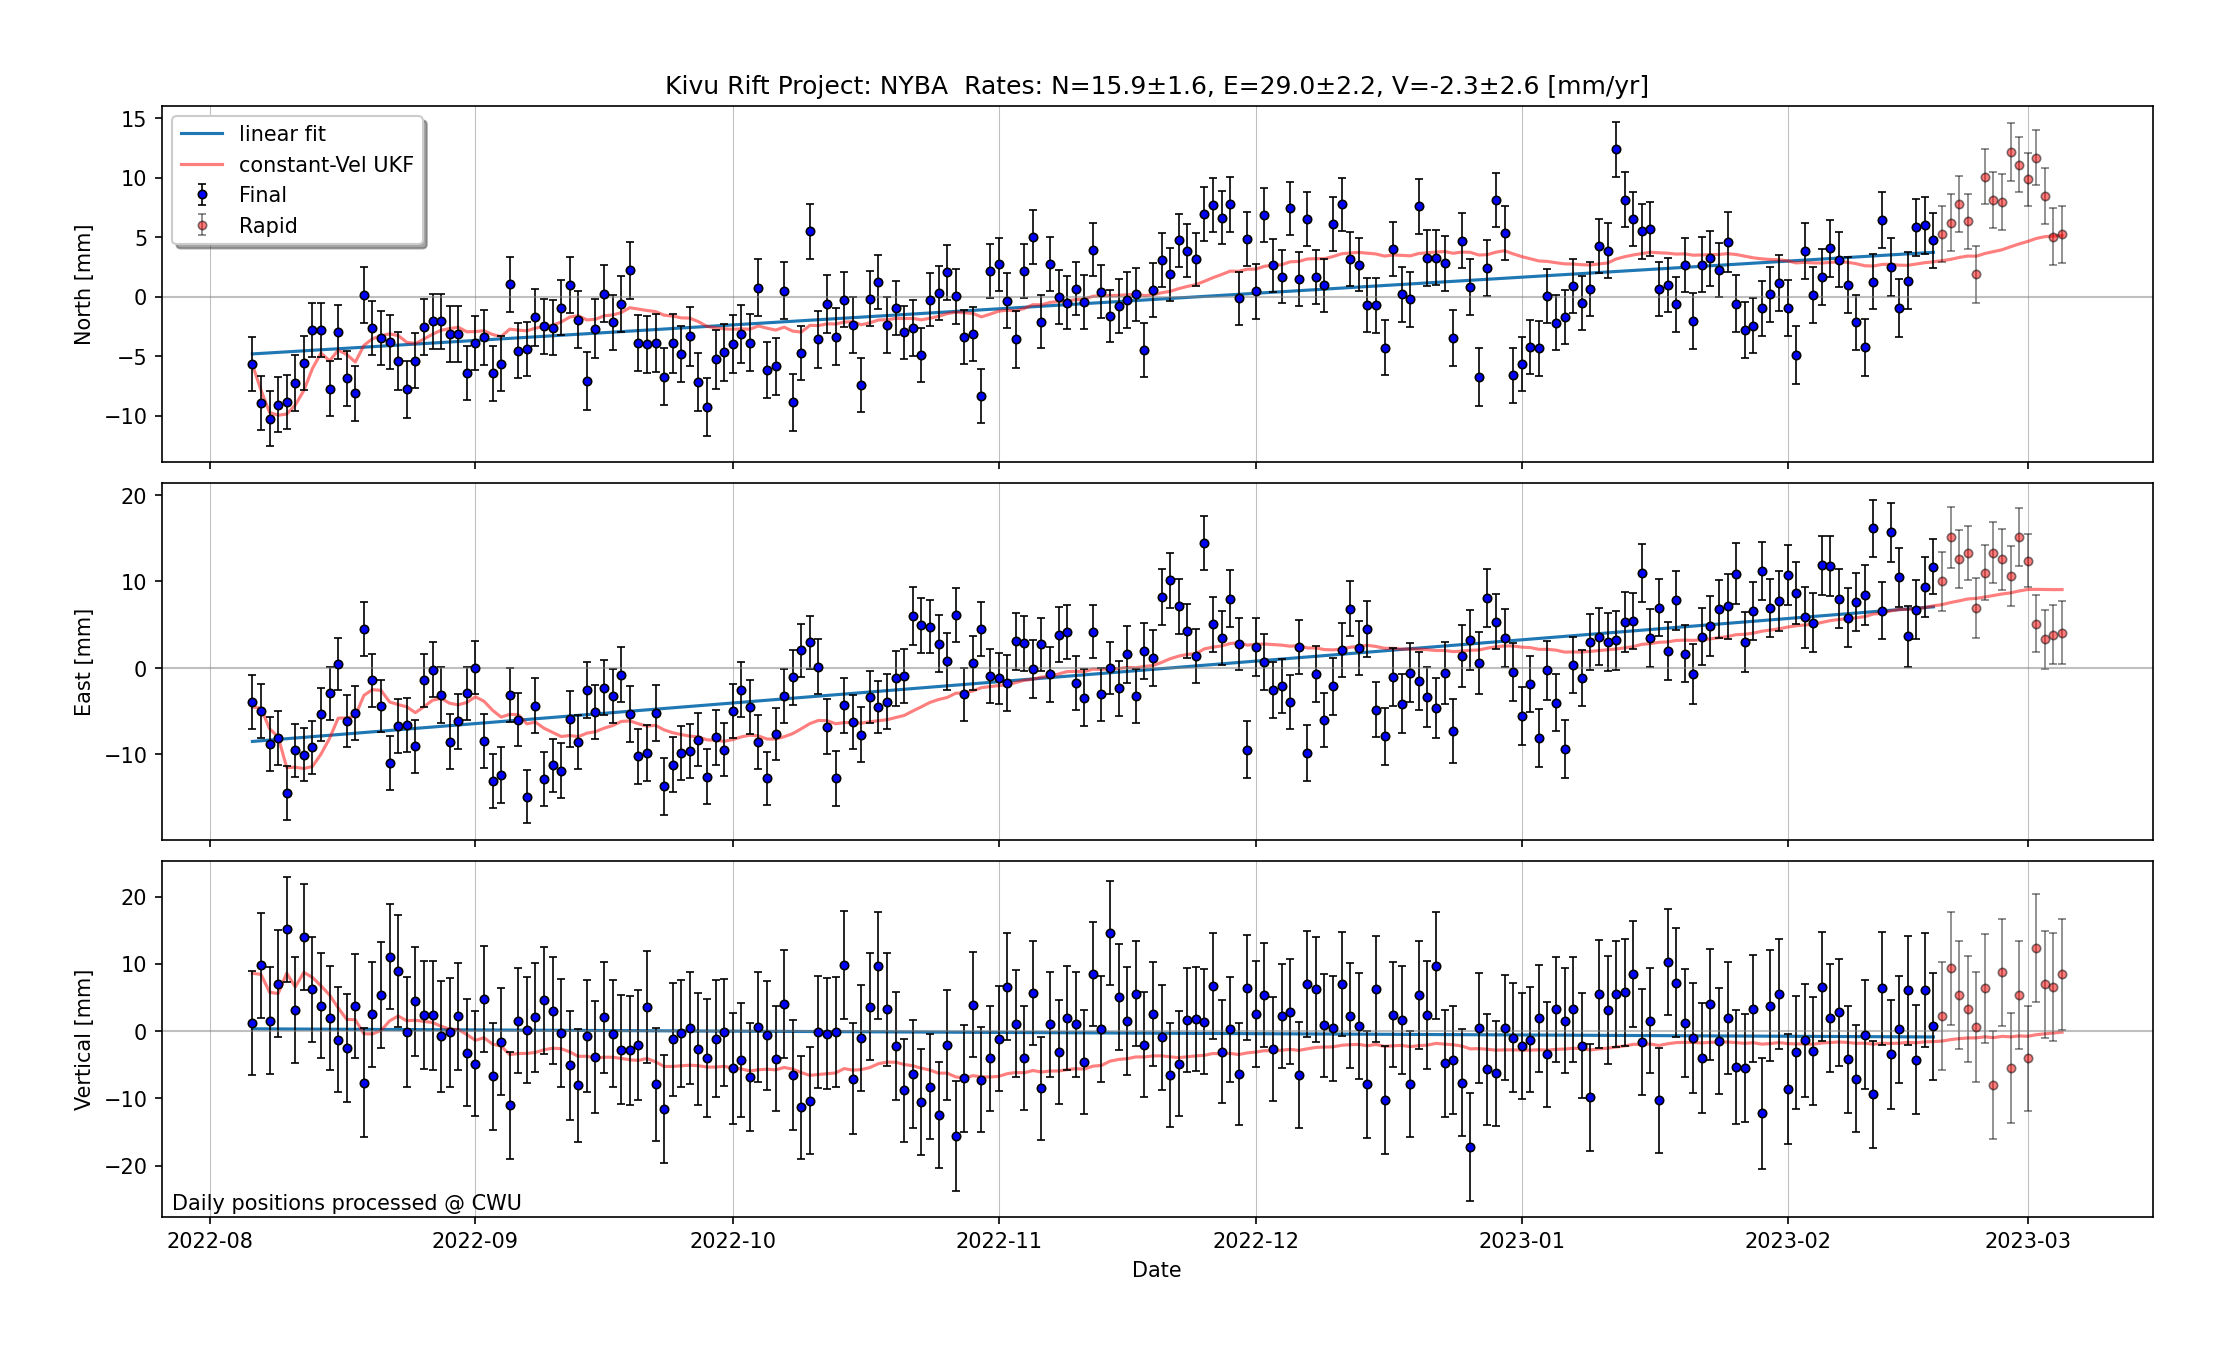 Kivu Rift Project: NYBA  Rates: N=15.9±1.6, E=29.0±2.2, V=-2.3±2.6 [mm/yr]
linear fit
constant-Vel UKF
Final
Rapid
North [mm]
15
10
5
0
−5
−10
East [mm]
20
10
0
−10
Vertical [mm]
20
10
0
−10
−20
Daily positions processed @ CWU
2022-08 2022-09 2022-10 2022-11 2022-12 2023-01 2023-02 2023-03
Date